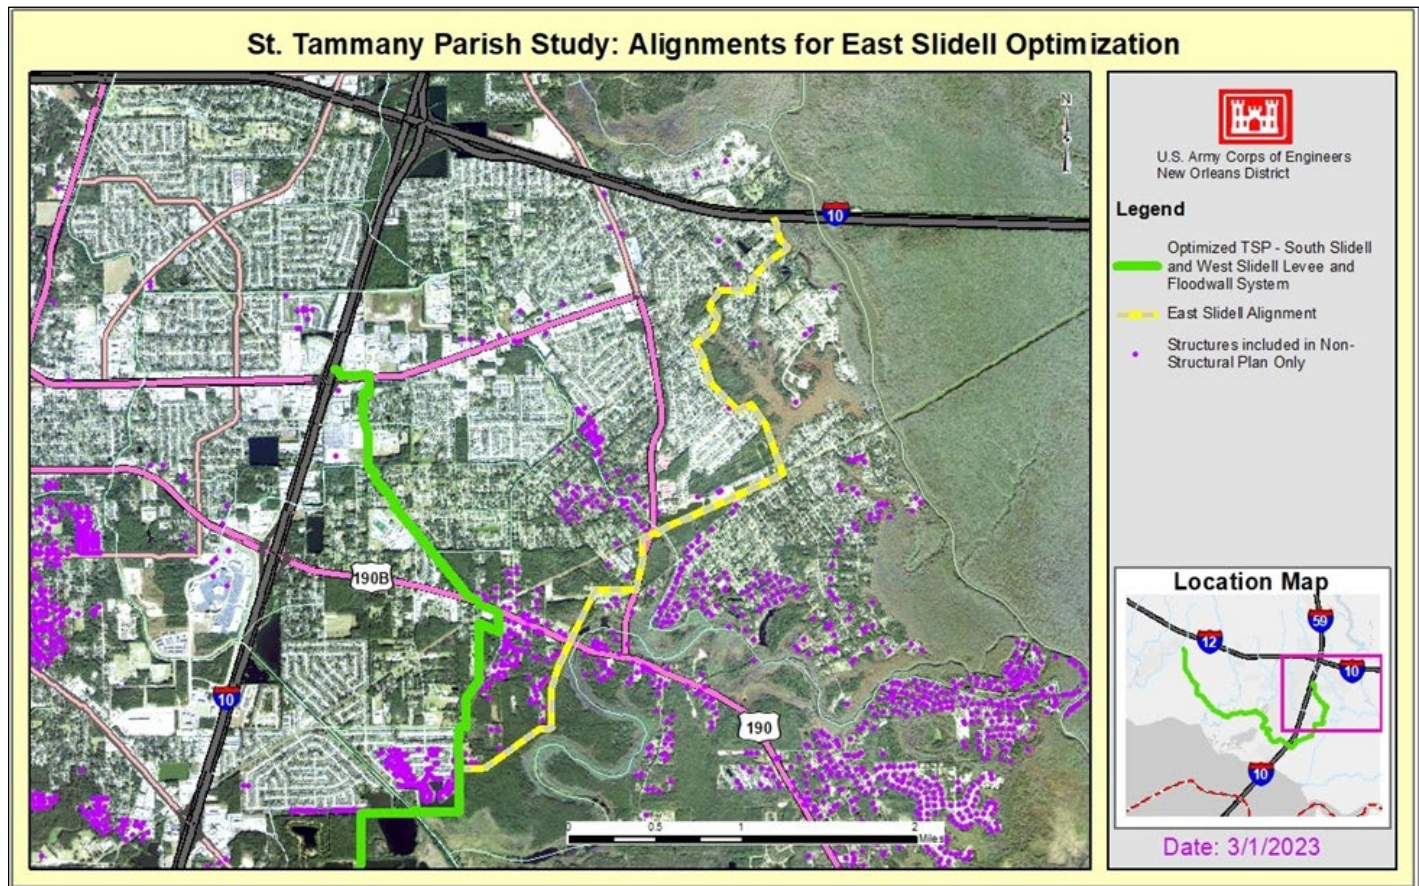 St. Tammany Parish Study: Alignments for East Slidell Optimization
N
10
190B
10
190
0
0.5
1
2
Miles
U.S. Army Corps of Engineers
New Orleans District
Legend
Optimized TSP - South Slidell
and West Slidell Levee and
Floodwall System
East Slidell Alignment
Structures included in Non-
Structural Plan Only
Location Map
59
12
10
10
Date: 3/1/2023